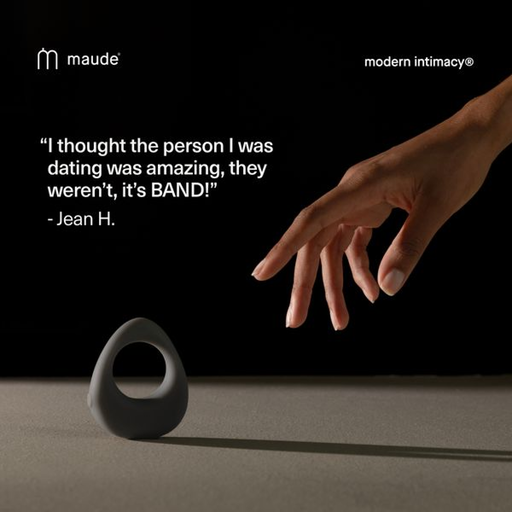 maude®
modern intimacy®
“I thought the person I was
dating was amazing, they
weren’t, it’s BAND!”
- Jean H.